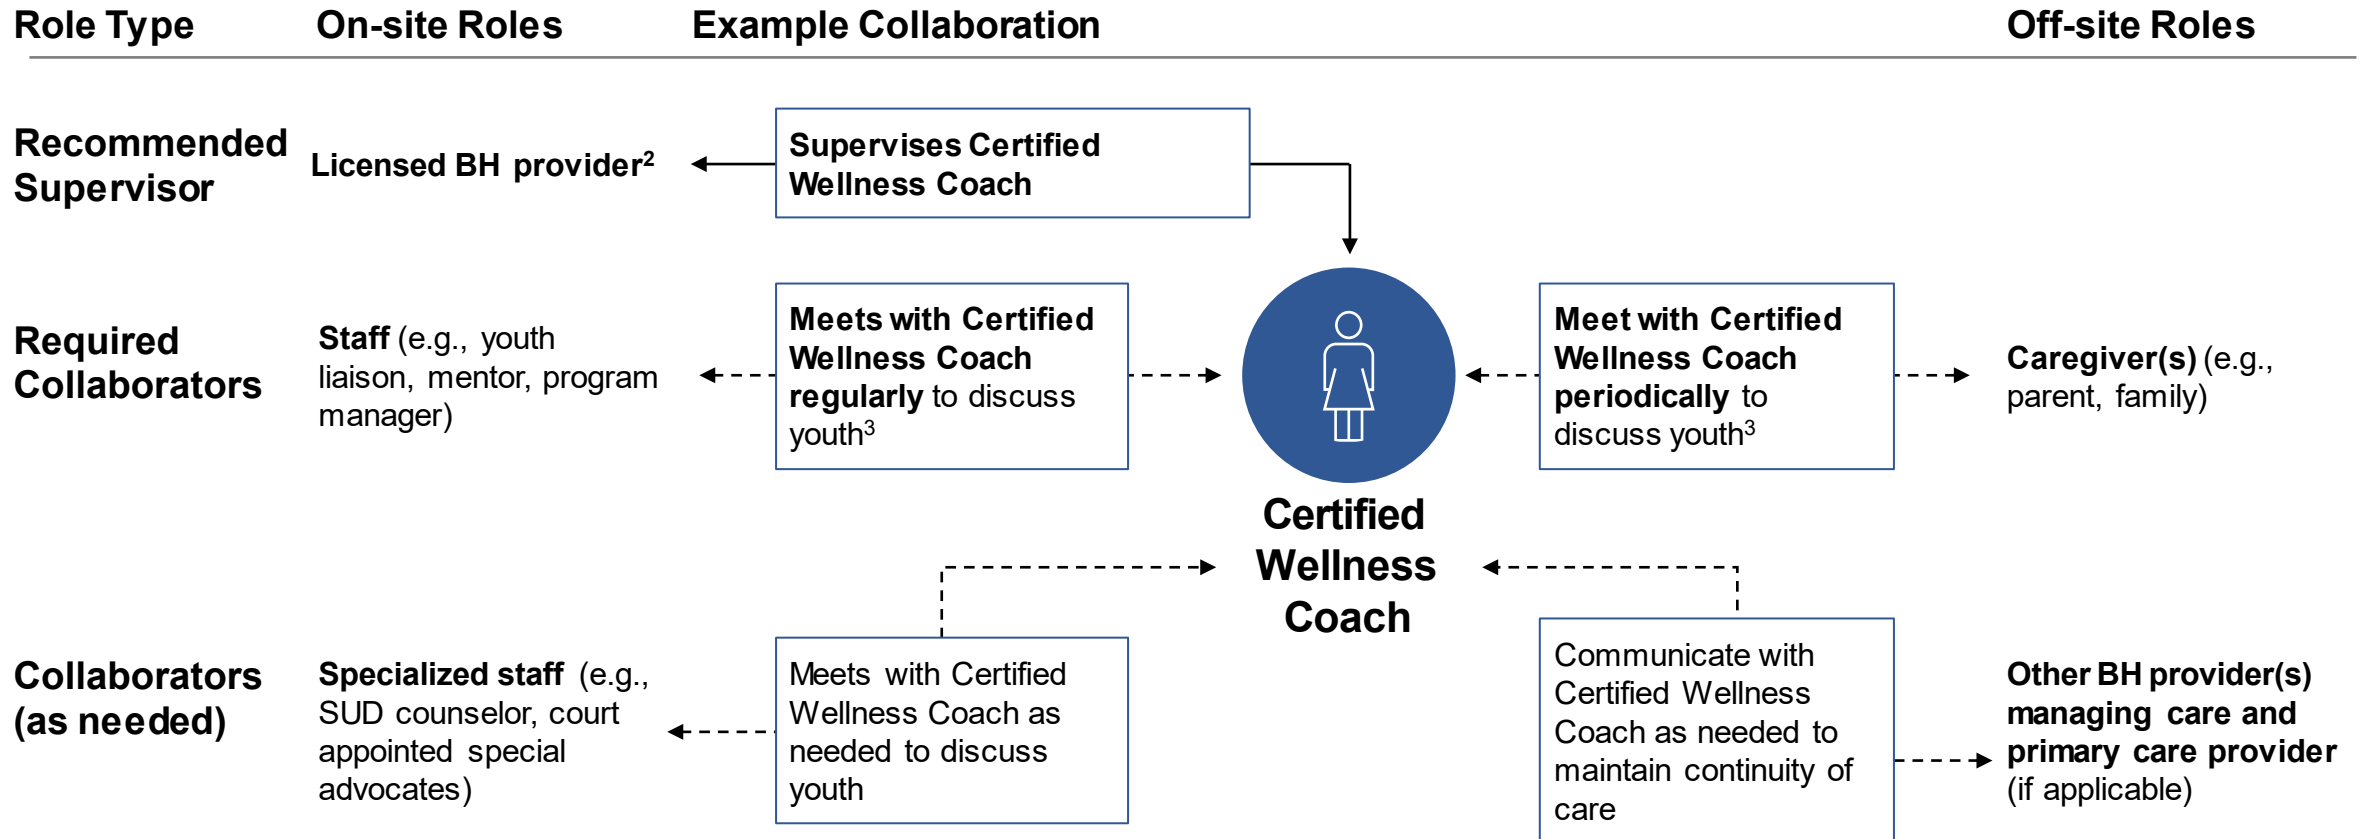 Role Type
On-site Roles
Example Collaboration
Off-site Roles
Recommended
Supervisor
Licensed BH provider²
Supervises Certified
Wellness Coach
Required
Collaborators
Staff (e.g., youth
liaison, mentor, program
manager)
Meets with Certified
Wellness Coach
regularly to discuss
youth³
Meet with Certified
Wellness Coach
periodically to
discuss youth³
Caregiver(s) (e.g.,
parent, family)
Certified
Wellness
Coach
Collaborators
(as needed)
Specialized staff (e.g.,
SUD counselor, court
appointed special
advocates)
Meets with Certified
Wellness Coach as
needed to discuss
youth
Communicate with
Certified Wellness
Coach as needed to
maintain continuity of
care
Other BH provider(s)
managing care and
primary care provider
(if applicable)